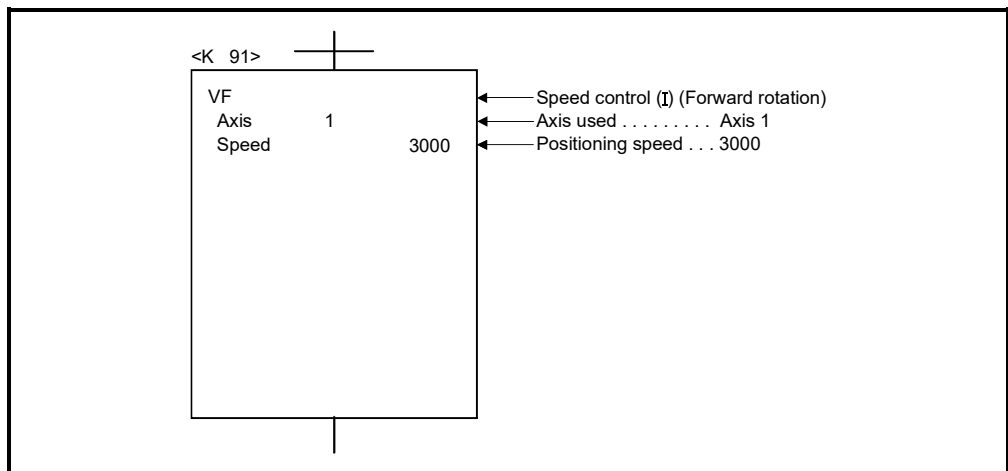 <K 91>
VF
Speed control (I) (Forward rotation)
Axis 1
Axis used . . . . . . . . . Axis 1
Speed 3000
Positioning speed . . . 3000